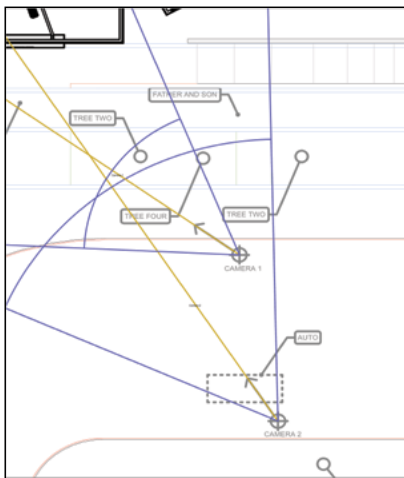 FATHER AND SON
TREE TWO
TREE FOUR
TREE TWO
CAMERA 1
AUTO
CAMERA 2